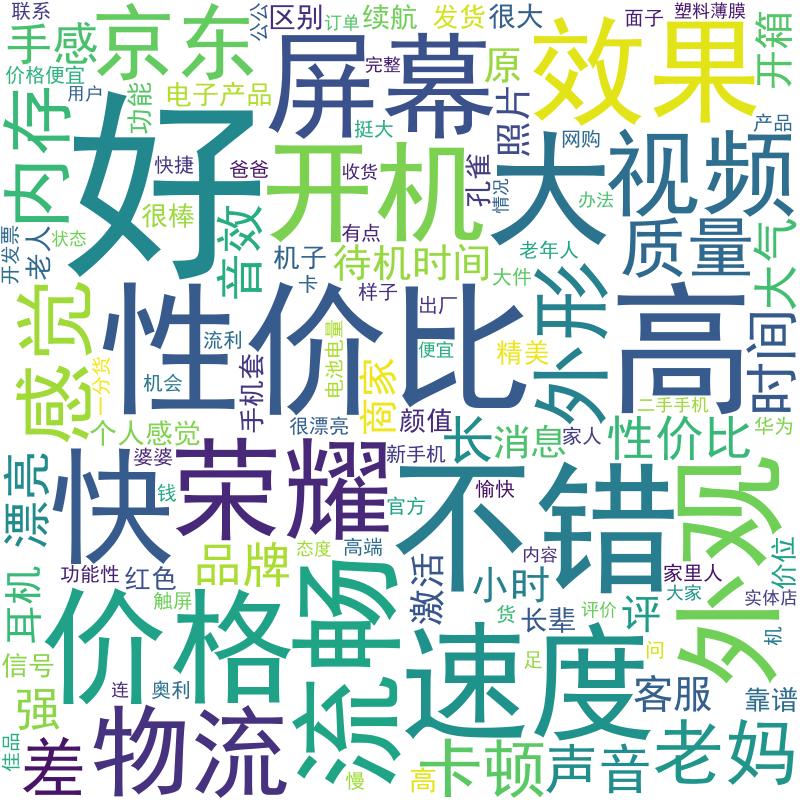 联系
手感
京东
公公
区别
订单
续航
发货
很大
面子
塑料薄膜
开箱
价格便宜
用户
功能
电子产品
屏幕
完整
原
效果
内存
好
快捷
爸爸
挺大
收货
开机
孔雀
照片
情况
大
网购
办法
视频
产品
很棒
音效
有点
开发票
老人
状态
机子
卡
待机时间
样子
出厂
大件
老年人
外形
质量
大气
感觉
性价比
高
时间
流利
机会
一分货
手机套
电池电量
便宜
精美
商家
颜值
很漂亮
二手手机
个人感觉
婆婆
新手机
长
消息
家人
性价比
华为
漂亮
快
钱
荣耀
官方
不错
愉快
外观
功能性
红色
品牌
态度
高端
激活
内容
小时
家里人
大家
价位
实体店
耳机
触屏
流畅
货
长辈
评价
评
机
价格
信号
连
奥利
速度
足
问
客服
靠谱
强
佳品
差
物流
慢
高
卡顿
声音
老妈